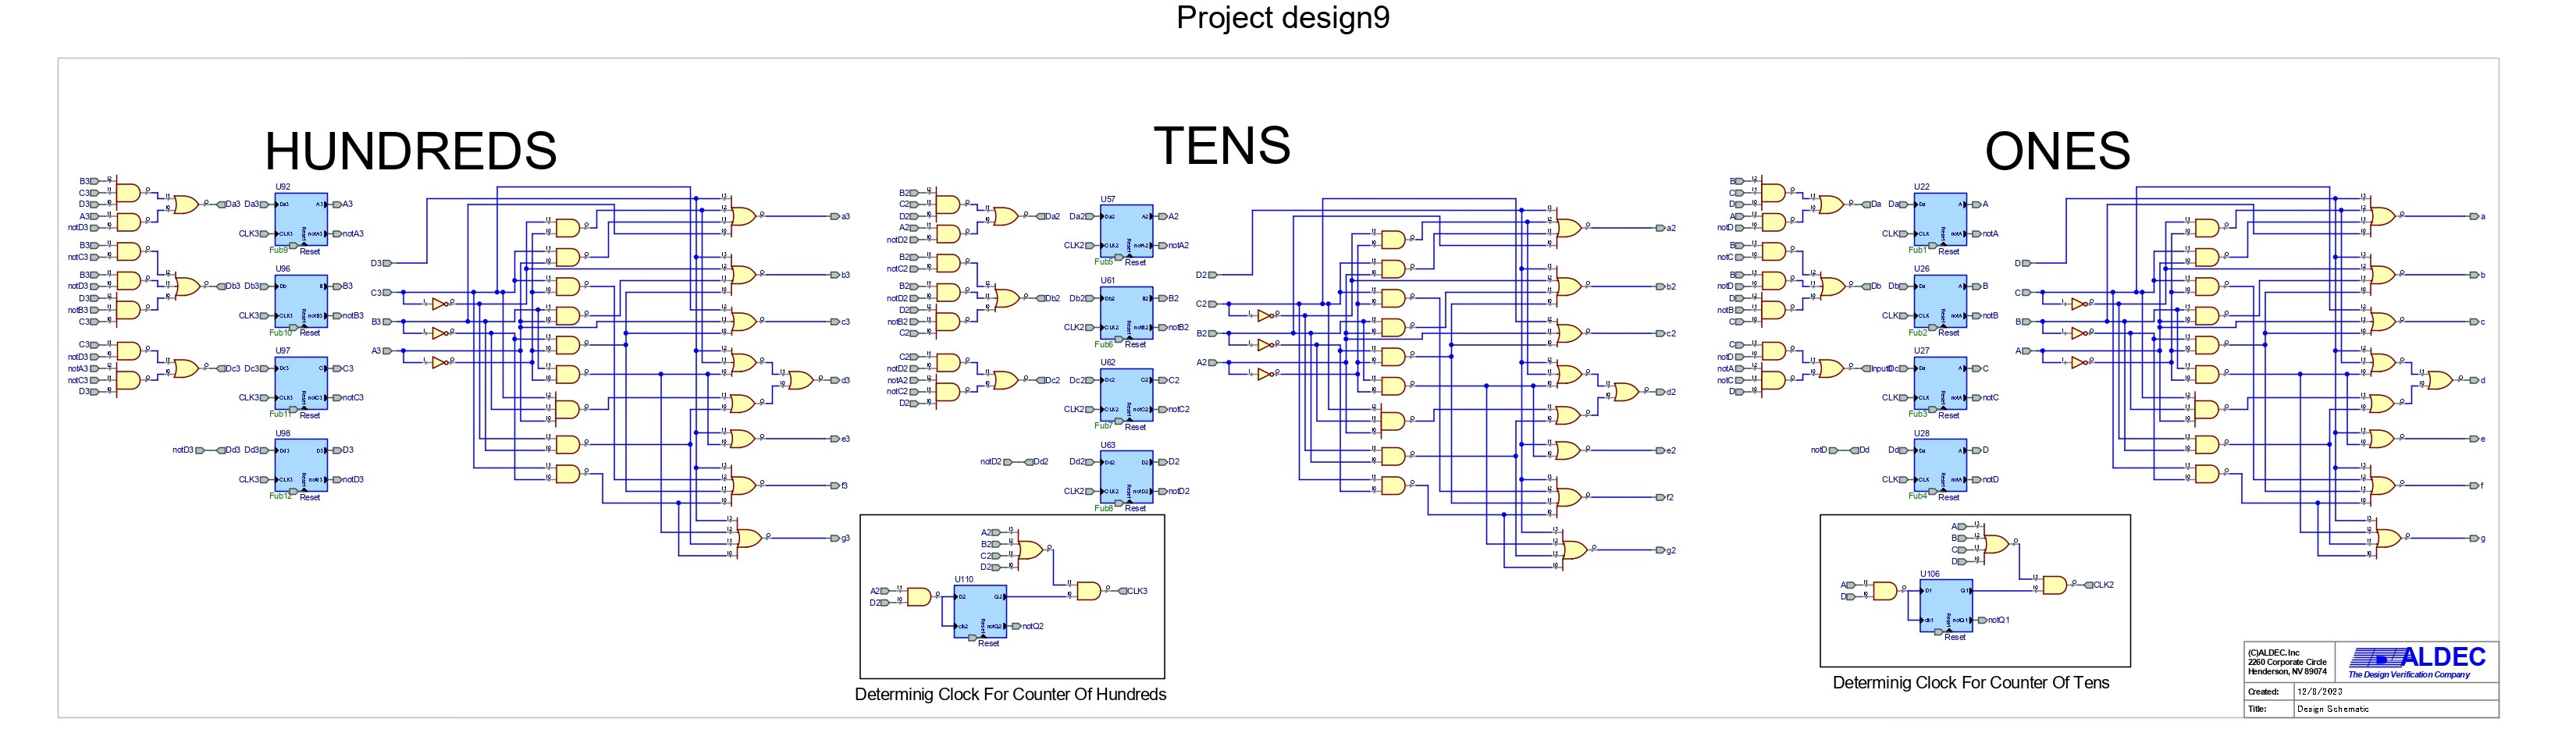 Project design9
HUNDREDS
TENS
ONES
B3
C3
D3
A3
notD3
Da3
B3
notC3
B3
notD3
D3
notB3
C3
Db3
C3
notD3
notA3
notC3
D3
Dc3
notD3
Dd3
U92
Da3
A3
CLK3
notA3
Fub9
Reset
U96
Db3
B3
CLK3
notB3
Fub10
Reset
U97
Dc3
C3
CLK3
notC3
Fub11
Reset
U98
Dd3
D3
CLK3
notD3
Fub12
Reset
D3
C3
B3
A3
a3
b3
c3
d3
e3
f3
g3
B2
C2
D2
A2
notD2
Da2
B2
notC2
B2
notD2
D2
notB2
C2
Db2
C2
notD2
notA2
notC2
D2
Dc2
notD2
Dd2
U57
Da2
A2
CLK2
notA2
Fub5
Reset
U61
Db2
B2
CLK2
notB2
Fub6
Reset
U62
Dc2
C2
CLK2
notC2
Fub7
Reset
U63
Dd2
D2
CLK2
notD2
Fub8
Reset
D2
C2
B2
A2
a2
b2
c2
d2
e2
f2
g2
A2
B2
C2
D2
A2
D2
U110
D2
Q2
clk2
notQ2
Reset
notQ2
Reset
CLK3
Determinig Clock For Counter Of Hundreds
B
C
D
A
notD
Da
B
notC
B
notD
D
notB
C
Db
C
notD
notA
notC
D
notD
Dd
U22
Da
A
CLK
notA
Fub1
Reset
U26
Db
B
CLK
notB
Fub2
Reset
U27
C
CLK
notC
Fub3
Reset
U28
Dd
D
CLK
notD
Fub4
Reset
D
C
B
A
a
b
c
d
e
f
g
A
B
C
D
A
D
U106
D1
Q1
clk1
notQ1
Reset
notQ1
Reset
CLK2
Determinig Clock For Counter Of Tens
(C)ALDEC. Inc
2260 Corporate Circle
Henderson, NV 89074
ALDEC
The Design Verification Company
Created: 12/8/2023
Title: Design Schematic